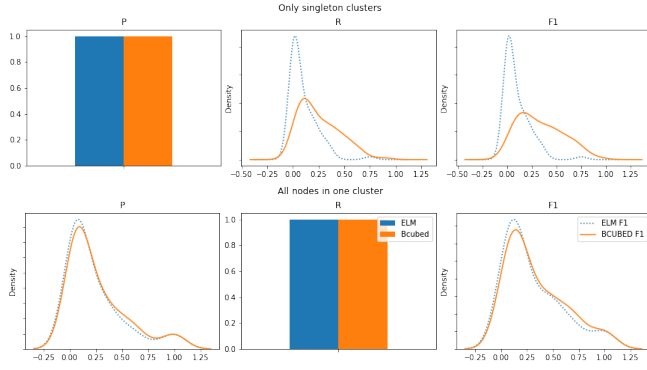 Only singleton clusters
P R F1
1.0
0.8
0.6
0.4
0.2
0.0
Density
−0.50 −0.25 0.00 0.25 0.50 0.75 1.00 1.25
Density
−0.50 −0.25 0.00 0.25 0.50 0.75 1.00 1.25
All nodes in one cluster
P R F1
Density
−0.25 0.00 0.25 0.50 0.75 1.00 1.25
1.0
0.8
0.6
0.4
0.2
0.0
ELM
Bcubed
Density
ELM F1
BCUBED F1
−0.25 0.00 0.25 0.50 0.75 1.00 1.25